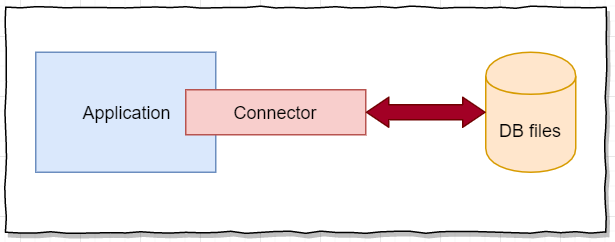 Application
Connector
DB files